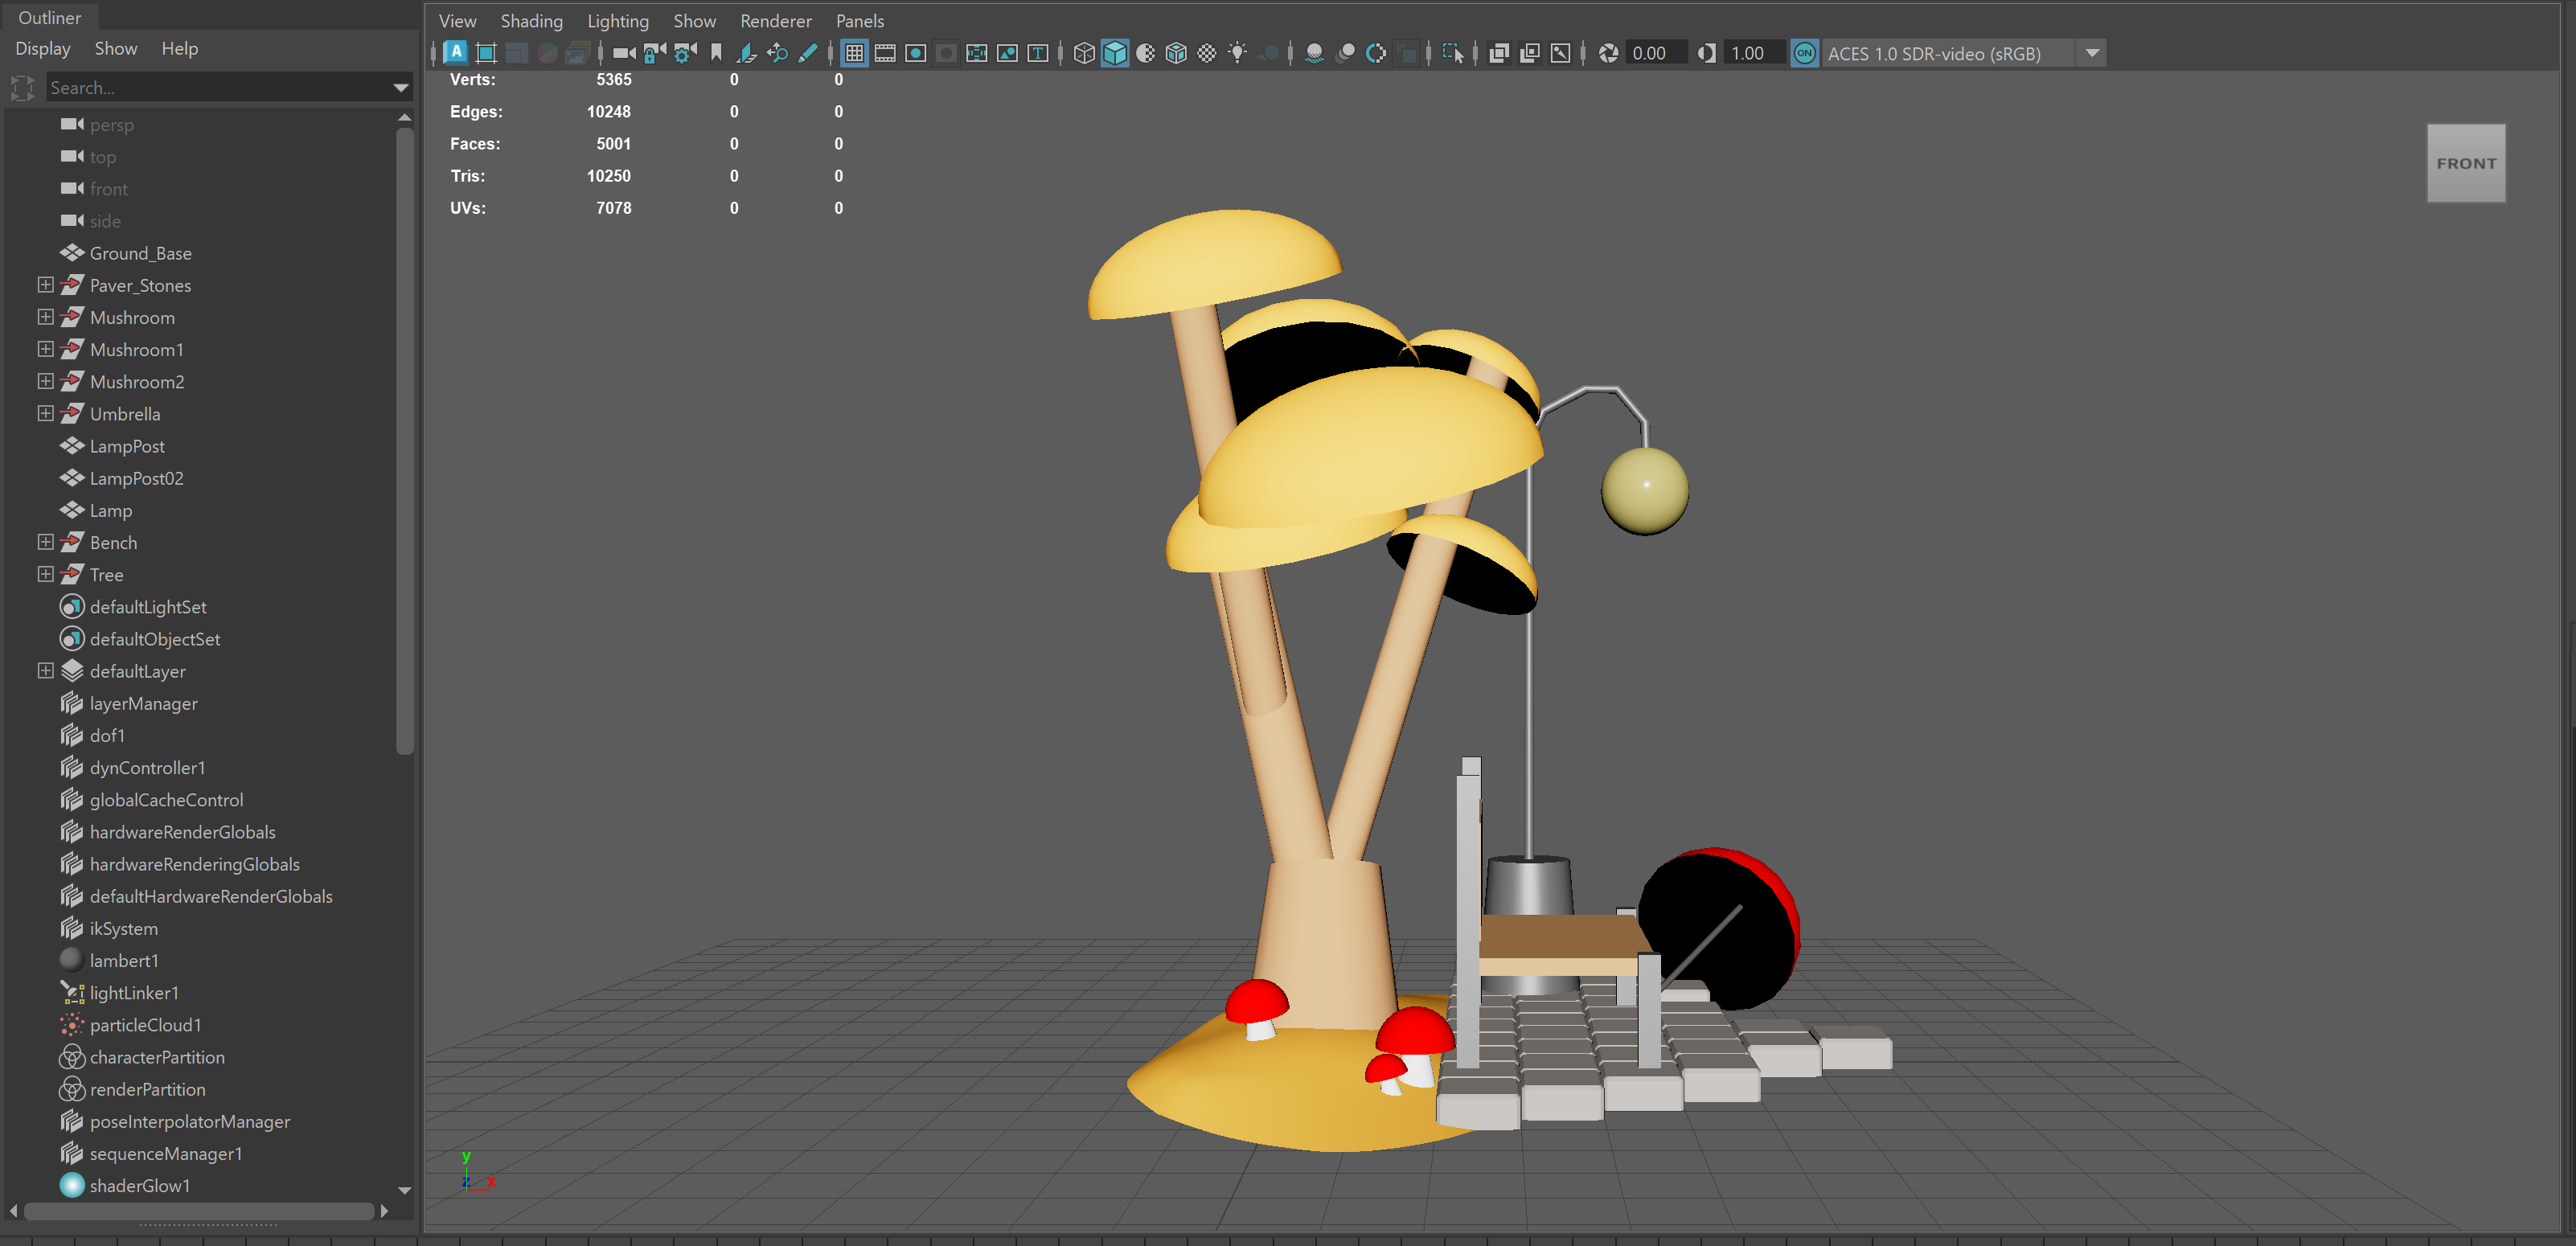 Outliner
Display Show Help
Search...
persp
top
front
side
Ground_Base
Paver_Stones
Mushroom
Mushroom1
Mushroom2
Umbrella
LampPost
LampPost02
Lamp
Bench
Tree
defaultLightSet
defaultObjectSet
defaultLayer
layerManager
dof1
dynController1
globalCacheControl
hardwareRenderGlobals
hardwareRenderingGlobals
defaultHardwareRenderGlobals
ikSystem
lambert1
lightLinker1
particleCloud1
characterPartition
renderPartition
poseInterpolatorManager
sequenceManager1
shaderGlow1
View Shading Lighting Show Renderer Panels
A T 0.00 1.00 ON ACES 1.0 SDR-video (sRGB)
Verts: 5365 0 0
Edges: 10248 0 0
Faces: 5001 0 0
Tris: 10250 0 0
UVs: 7078 0 0
FRONT
y
z x